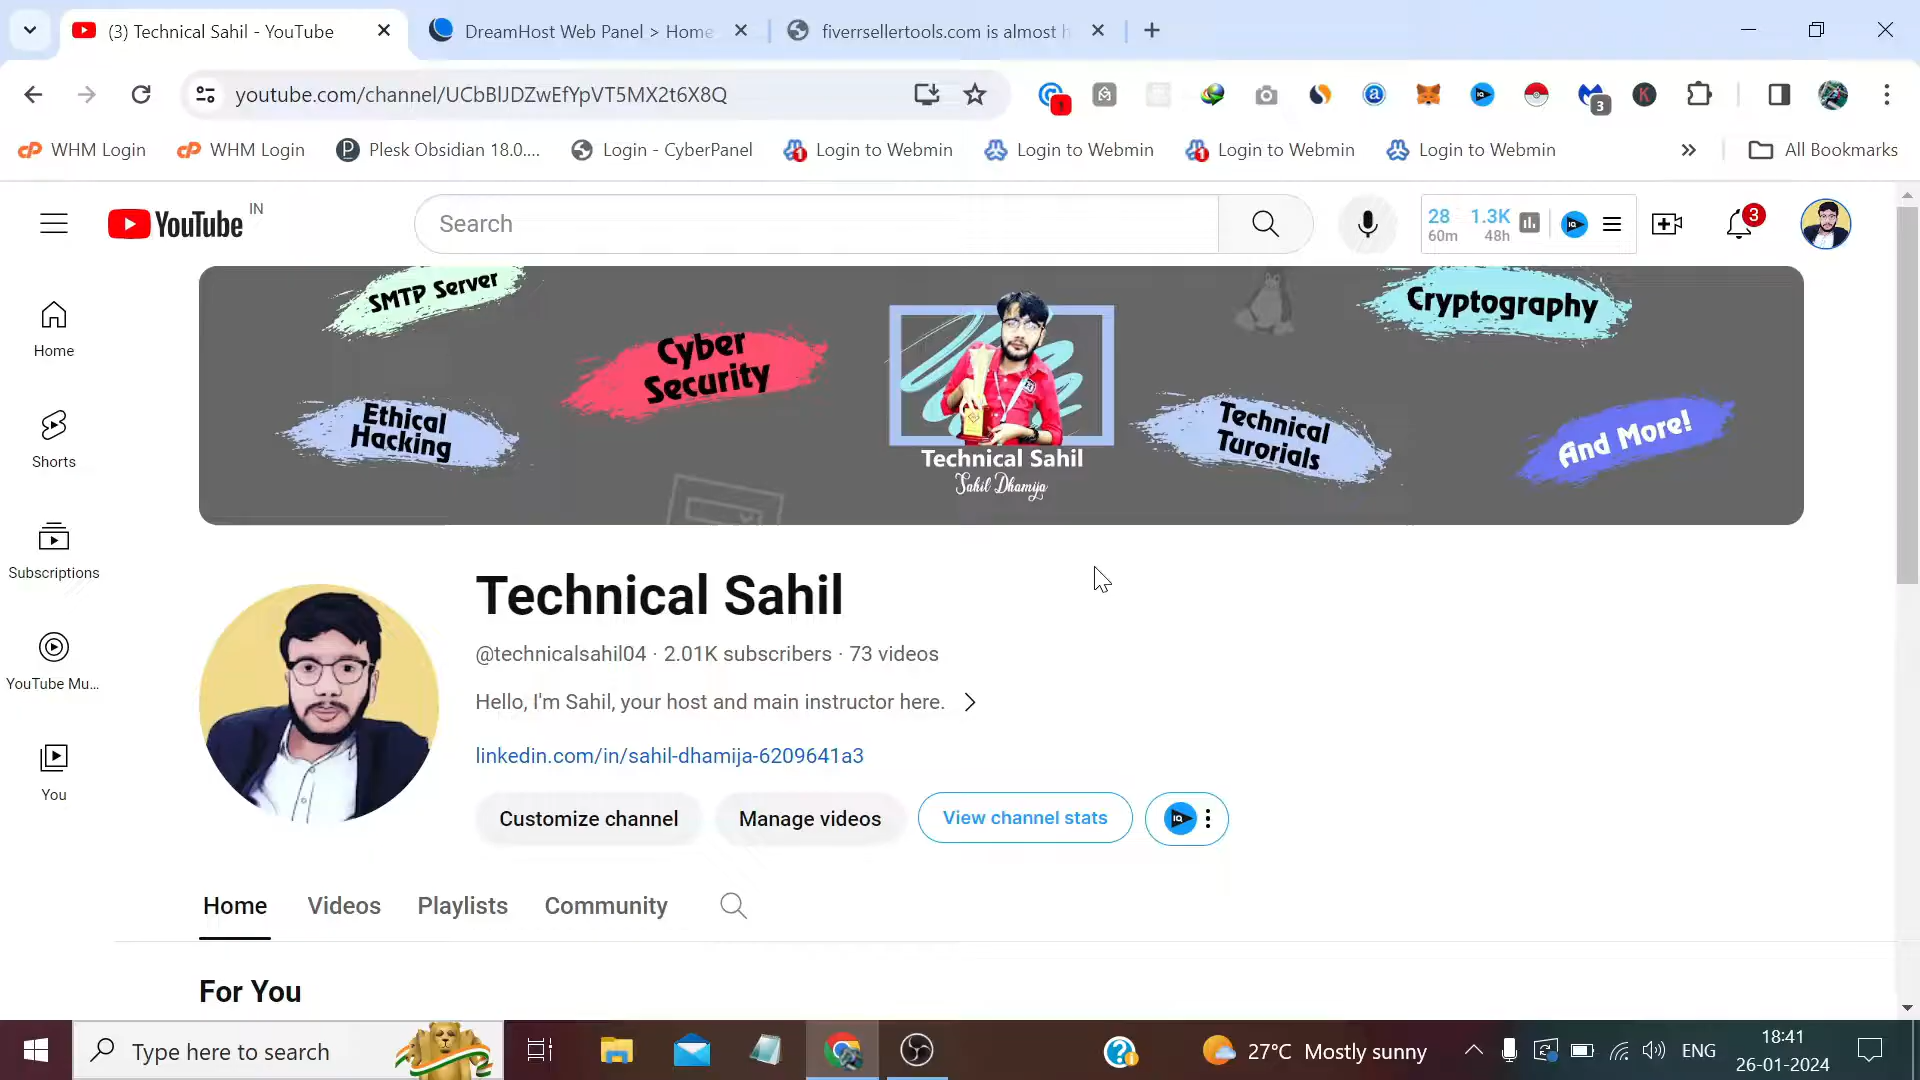 (3) Technical Sahil - YouTube
DreamHost Web Panel > Home
fiverrsellertools.com is almost h
youtube.com/channel/UCbBlJDZwEfYpVT5MX2t6X8Q
1
3
WHM Login
WHM Login
Plesk Obsidian 18.0....
Login - CyberPanel
Login to Webmin
Login to Webmin
Login to Webmin
Login to Webmin
All Bookmarks
YouTube IN
Search
28
60m
1.3K
48h
3
Home
Shorts
Subscriptions
YouTube Mu...
You
SMTP Server
Cyber
Security
Ethical
Hacking
Technical Sahil
Sahil Dhamija
Cryptography
Technical
Turorials
And More!
Technical Sahil
@technicalsahil04 · 2.01K subscribers · 73 videos
Hello, I'm Sahil, your host and main instructor here.
linkedin.com/in/sahil-dhamija-6209641a3
Customize channel
Manage videos
View channel stats
IQ
Home
Videos
Playlists
Community
For You
Type here to search
27°C Mostly sunny
ENG
18:41
26-01-2024